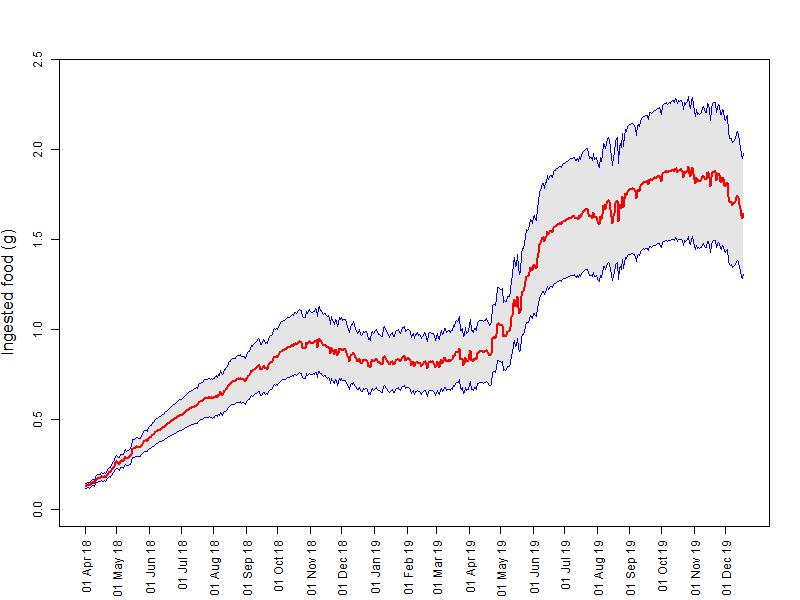 Ingested food (g)
2.5
2.0
1.5
1.0
0.5
0.0
01 Apr 18
01 May 18
01 Jun 18
01 Jul 18
01 Aug 18
01 Sep 18
01 Oct 18
01 Nov 18
01 Dec 18
01 Jan 19
01 Feb 19
01 Mar 19
01 Apr 19
01 May 19
01 Jun 19
01 Jul 19
01 Aug 19
01 Sep 19
01 Oct 19
01 Nov 19
01 Dec 19